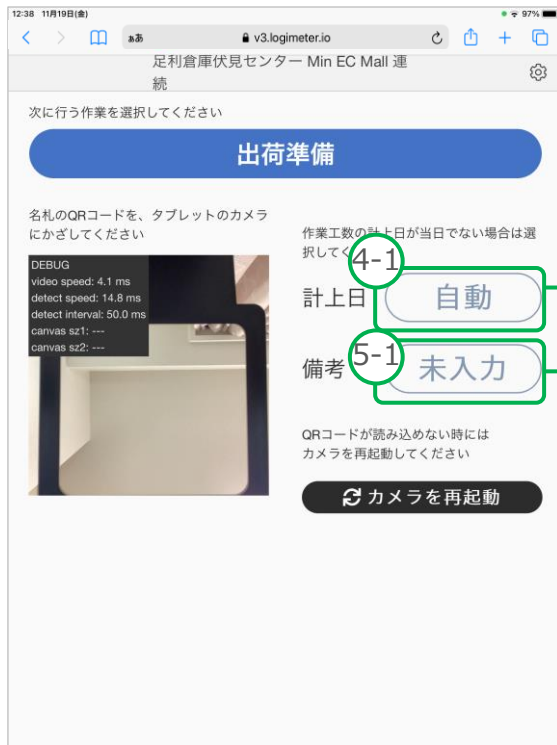 12:38 11月19日(金)
97%
ああ
v3.logimeter.io
足利倉庫伏見センター Min EC Mall 連
続
次に行う作業を選択してください
出荷準備
名札のQRコードを、タブレットのカメラ
にかざしてください
DEBUG
video speed: 4.1 ms
detect speed: 14.8 ms
detect interval: 50.0 ms
canvas sz1: ---
canvas sz2: ---
作業工数の計上日が当日でない場合は選
択してく
4-1
計上日
自動
5-1
備考
未入力
QRコードが読み込めない時には
カメラを再起動してください
カメラを再起動